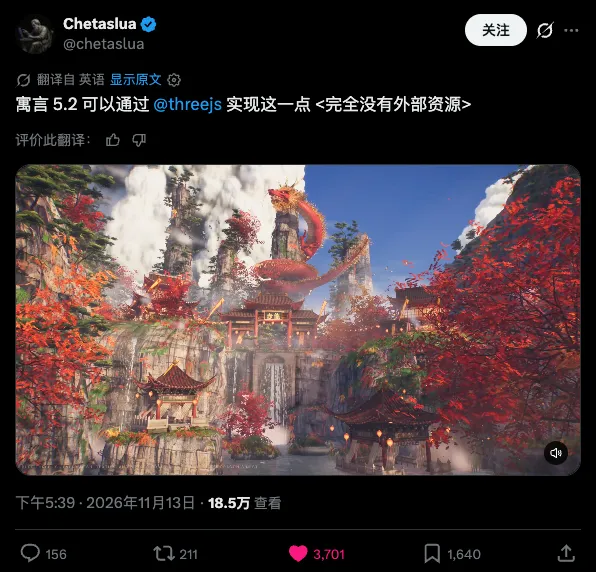 Chetaslua
@chetaslua
关注
翻译自 英语 显示原文
寓言 5.2 可以通过 @threejs 实现这一点 <完全没有外部资源>
评价此翻译：
下午5:39 · 2026年11月13日 · 18.5万 查看
156
211
3,701
1,640